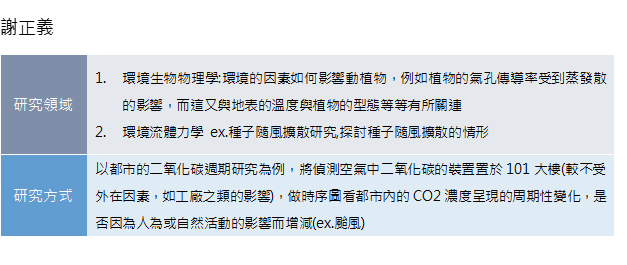 謝正義
研究領域
1. 環境生物物理學:環境的因素如何影響動植物，例如植物的氣孔傳導率受到蒸發散
的影響，而這又與地表的溫度與植物的型態等等有所關連
2. 環境流體力學 ex.種子隨風擴散研究,探討種子隨風擴散的情形
研究方式
以都市的二氧化碳週期研究為例，將偵測空氣中二氧化碳的裝置置於 101 大樓(較不受
外在因素，如工廠之類的影響)，做時序圖看都市內的 CO2 濃度呈現的周期性變化，是
否因為人為或自然活動的影響而增減(ex.颱風)